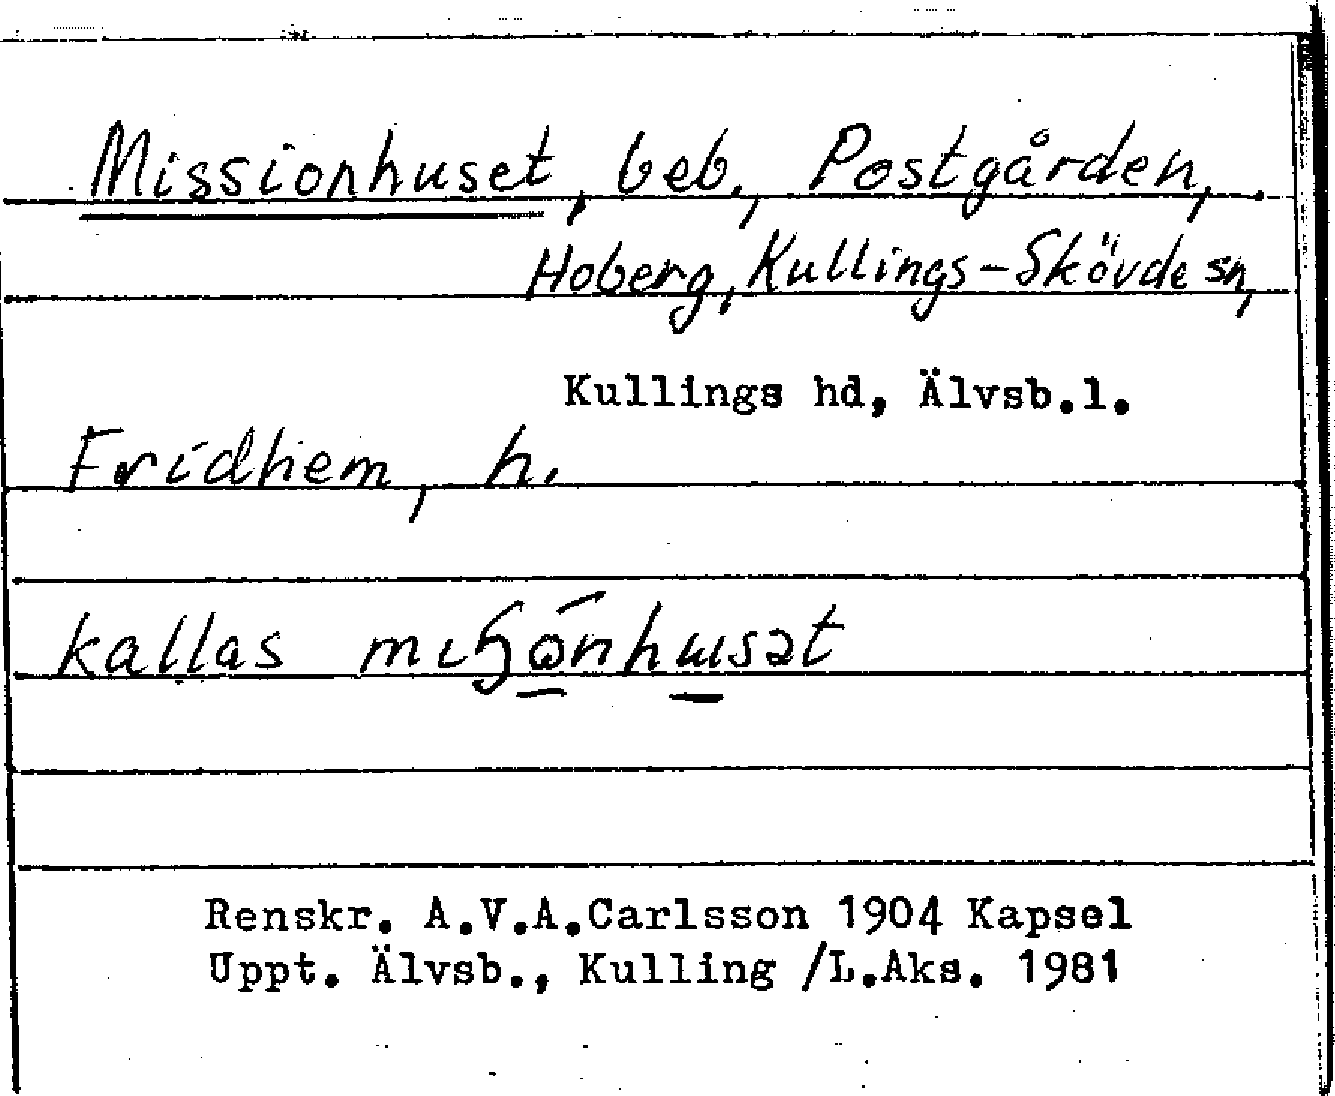 Missionhuset, beb., Postgården,
Hoberg, Kullings-Skövde sn,
Kullings hd, Älvsb.l.
Fridhem, h.
kallas
Renskr. A.V.A.Carlsson 1904 Kapsel
Uppt. Älvsb., Kulling /L.Aks. 1981